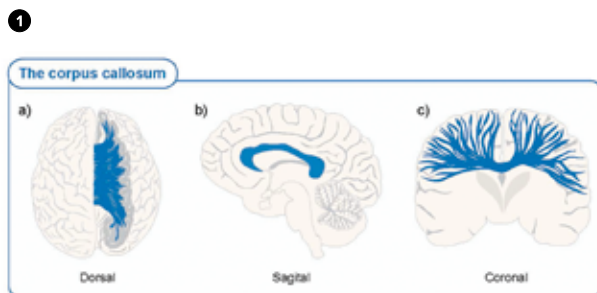 1
The corpus callosum
a)
b)
c)
Dorsal
Sagital
Coronal